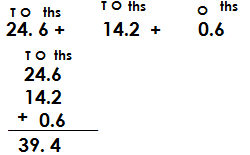 T O ths T O ths O ths
24. 6 + 14.2 + 0.6
T O ths
24.6
14.2
+ 0.6
39. 4